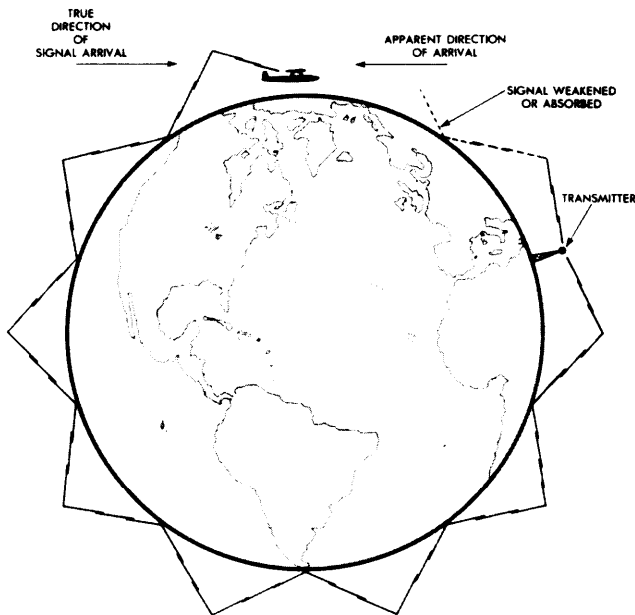 TRUE
DIRECTION
OF
SIGNAL ARRIVAL
APPARENT DIRECTION
OF ARRIVAL
SIGNAL WEAKENED
OR ABSORBED
TRANSMITTER